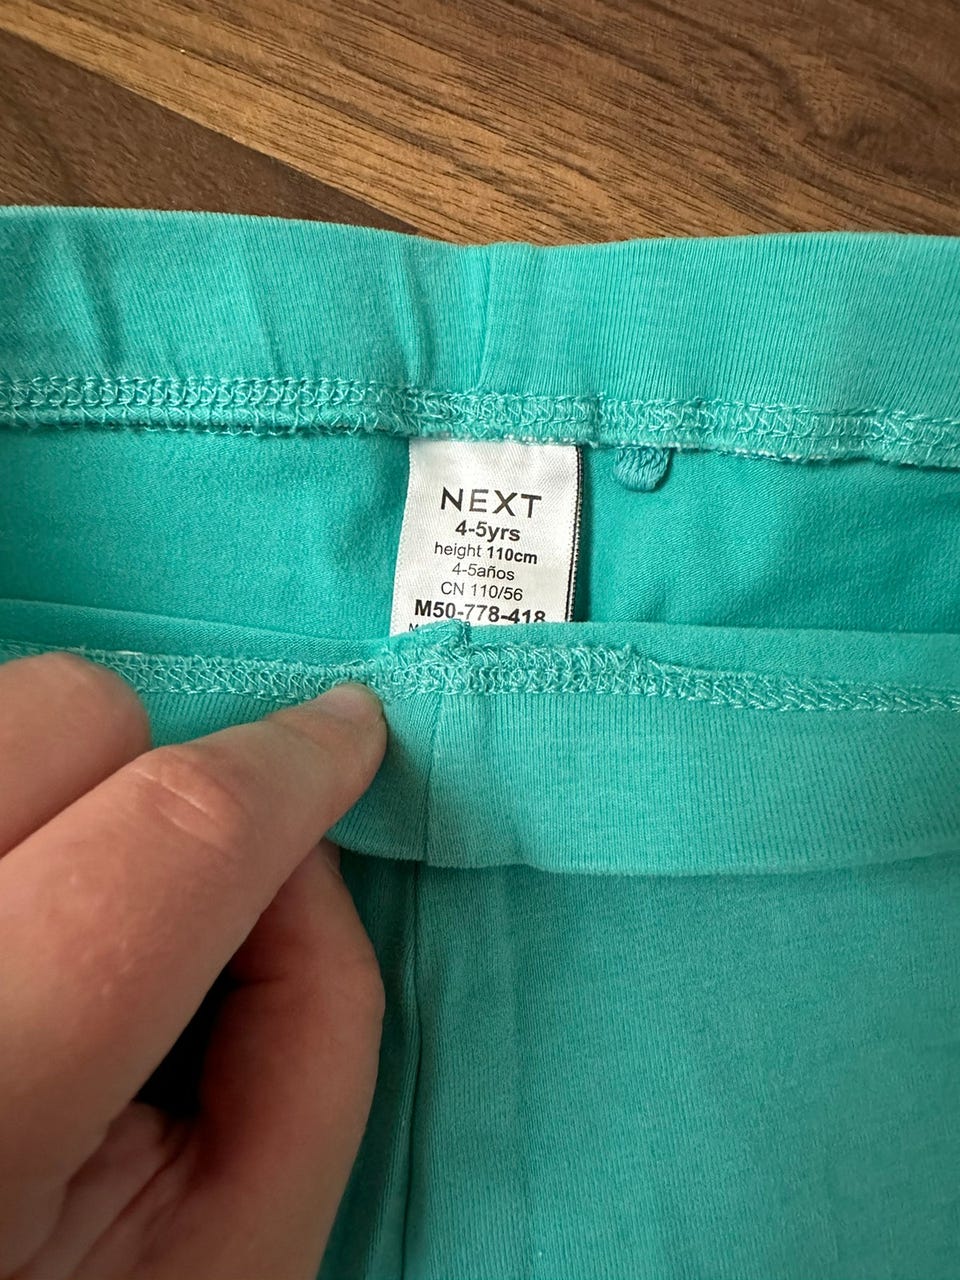 NEXT
4-5yrs
height 110cm
4-5años
CN 110/56
M50-778-418